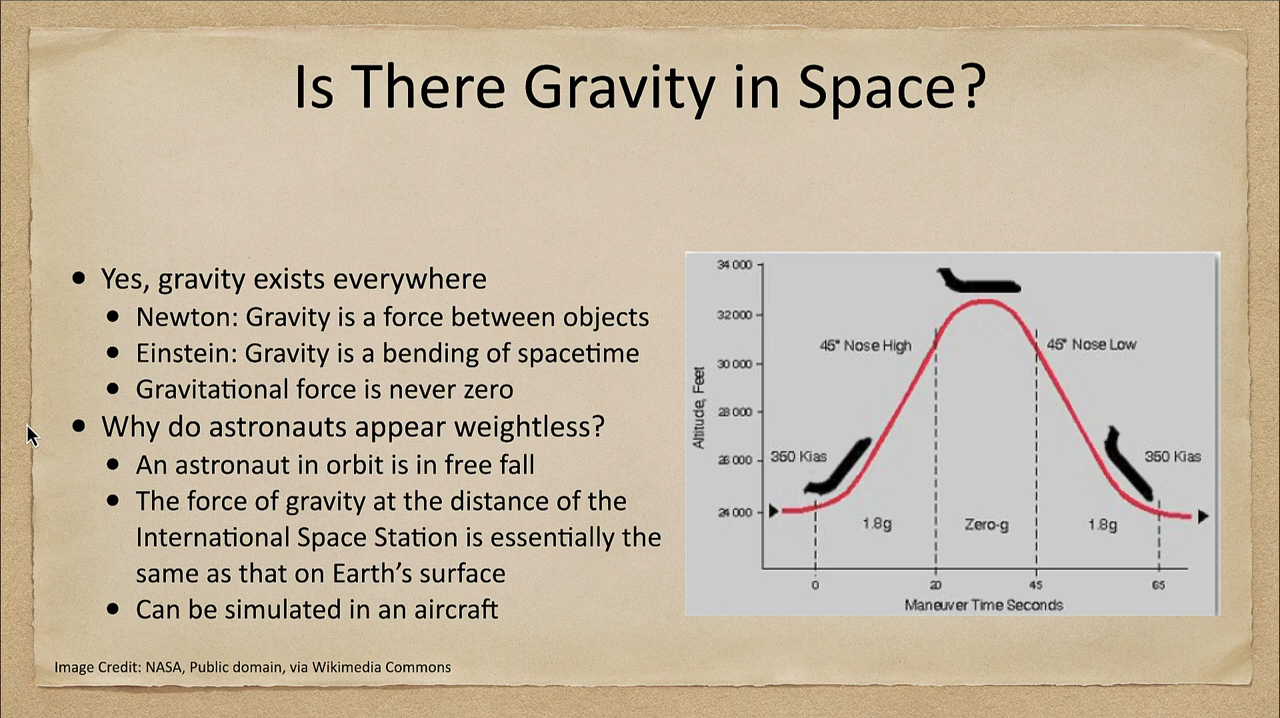 Is There Gravity in Space?
• Yes, gravity exists everywhere
• Newton: Gravity is a force between objects
• Einstein: Gravity is a bending of spacetime
• Gravitational force is never zero
• Why do astronauts appear weightless?
• An astronaut in orbit is in free fall
• The force of gravity at the distance of the
International Space Station is essentially the
same as that on Earth’s surface
• Can be simulated in an aircraft
34 000
32 000
30 000
28 000
26 000
24 000
Altitude, Feet
45° Nose High
45° Nose Low
350 Kias
350 Kias
1.8g
Zero-g
1.8g
0
20
45
65
Maneuver Time Seconds
Image Credit: NASA, Public domain, via Wikimedia Commons